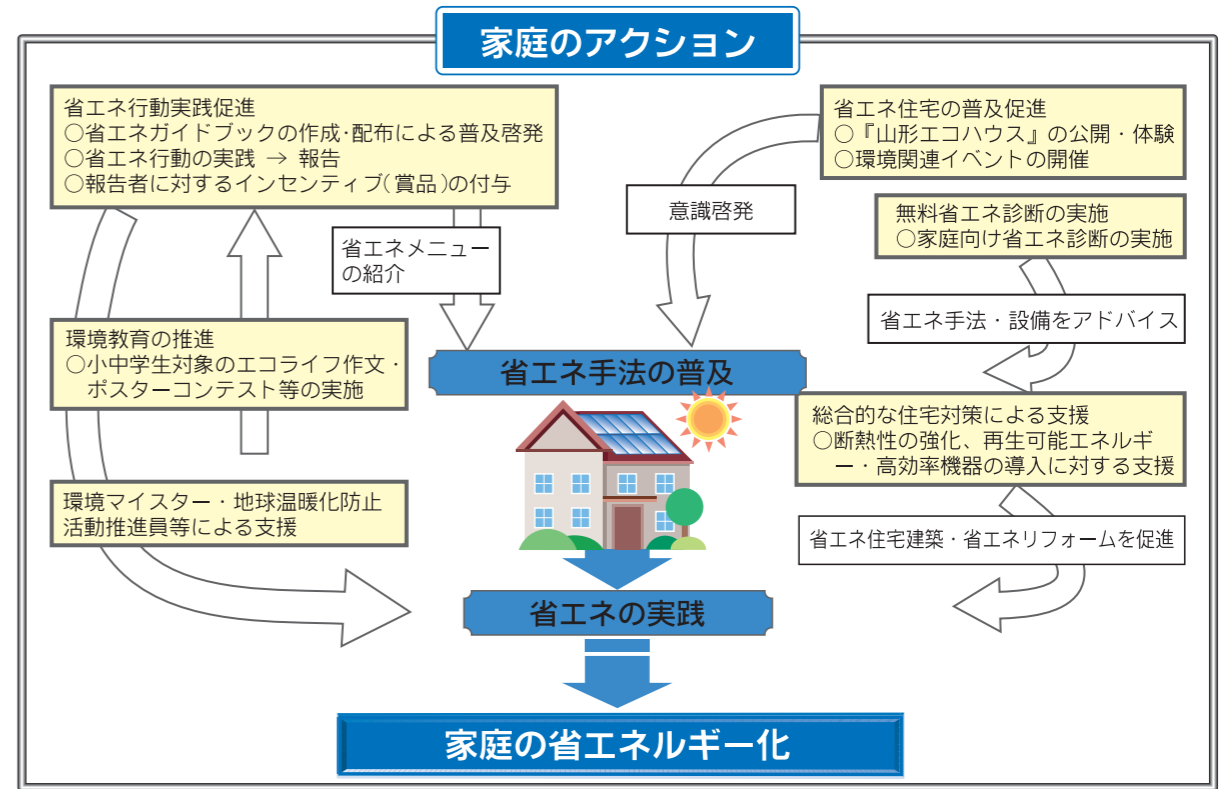 家庭のアクション
省エネ行動実践促進
○省エネガイドブックの作成・配布による普及啓発
○省エネ行動の実践 → 報告
○報告者に対するインセンティブ(賞品)の付与
省エネメニュー
の紹介
環境教育の推進
○小中学生対象のエコライフ作文・
ポスターコンテスト等の実施
環境マイスター・地球温暖化防止
活動推進員等による支援
省エネ住宅の普及促進
○『山形エコハウス』の公開・体験
○環境関連イベントの開催
意識啓発
無料省エネ診断の実施
○家庭向け省エネ診断の実施
省エネ手法・設備をアドバイス
省エネ手法の普及
総合的な住宅対策による支援
○断熱性の強化、再生可能エネルギ
ー・高効率機器の導入に対する支援
省エネ住宅建築・省エネリフォームを促進
省エネの実践
家庭の省エネルギー化